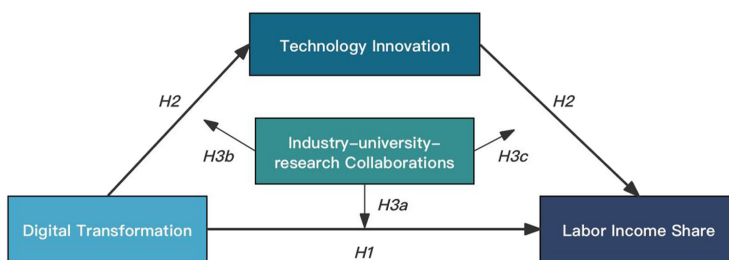 Technology Innovation
H2
H2
Industry–university–
research Collaborations
H3b
H3c
H3a
Digital Transformation
Labor Income Share
H1